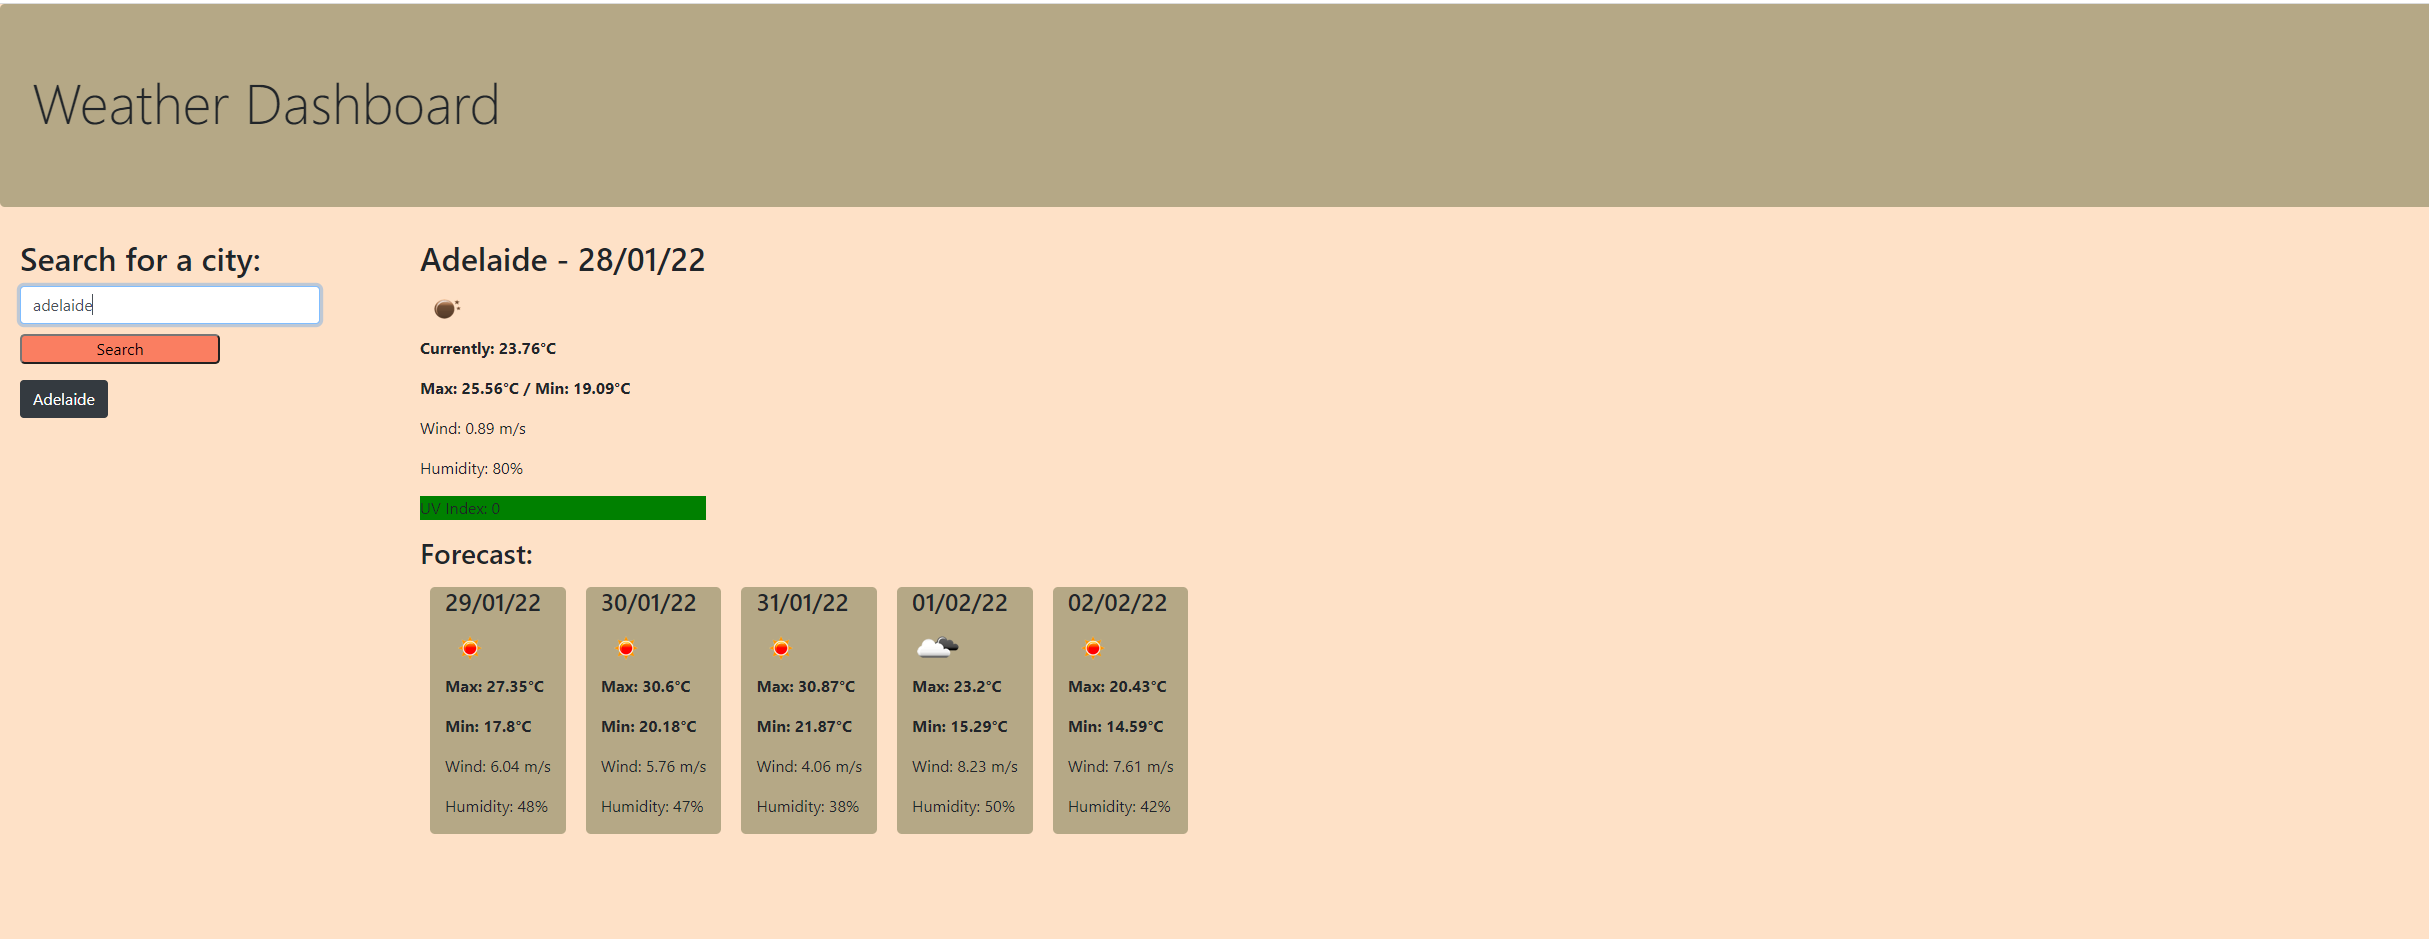 Weather Dashboard
Search for a city:
adelaide
Search
Adelaide
Adelaide - 28/01/22
Currently: 23.76°C
Max: 25.56°C / Min: 19.09°C
Wind: 0.89 m/s
Humidity: 80%
UV Index: 0
Forecast:
29/01/22
Max: 27.35°C
Min: 17.8°C
Wind: 6.04 m/s
Humidity: 48%
30/01/22
Max: 30.6°C
Min: 20.18°C
Wind: 5.76 m/s
Humidity: 47%
31/01/22
Max: 30.87°C
Min: 21.87°C
Wind: 4.06 m/s
Humidity: 38%
01/02/22
Max: 23.2°C
Min: 15.29°C
Wind: 8.23 m/s
Humidity: 50%
02/02/22
Max: 20.43°C
Min: 14.59°C
Wind: 7.61 m/s
Humidity: 42%